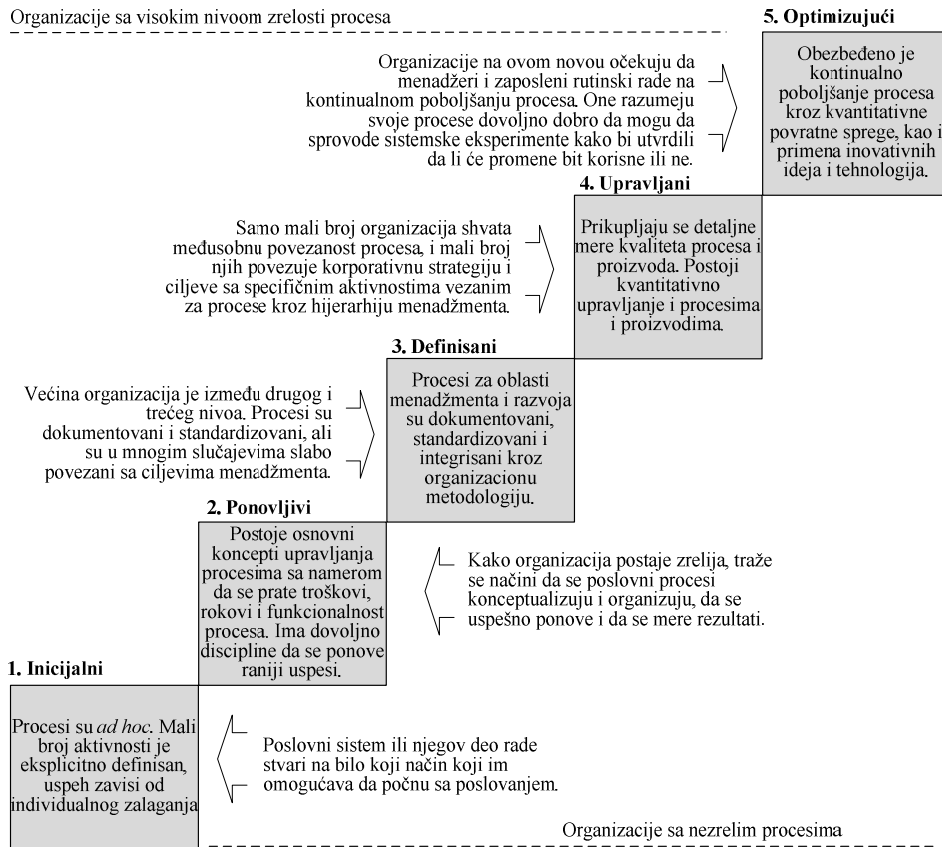 Organizacije sa visokim nivoom zrelosti procesa
5. Optimizujući
Organizacije na ovom novou očekuju da
menadžeri i zaposleni rutinski rade na
kontinualnom poboljšanju procesa. One razumeju
svoje procese dovoljno dobro da mogu da
sprovode sistemske eksperimente kako bi utvrdili
da li će promene bit korisne ili ne.
Obezbeđeno je
kontinualno
poboljšanje procesa
kroz kvantitativne
povratne sprege, kao i
primena inovativnih
ideja i tehnologija.
4. Upravljani
Samo mali broj organizacija shvata
međusobnu povezanost procesa, i mali broj
njih povezuje korporativnu strategiju i
ciljeve sa specifičnim aktivnostima vezanim
za procese kroz hijerarhiju menadžmenta.
Prikupljaju se detaljne
mere kvaliteta procesa i
proizvoda. Postoji
kvantitativno
upravljanje i procesima
i proizvodima.
3. Definisani
Većina organizacija je između drugog i
trećeg nivoa. Procesi su
dokumentovani i standardizovani, ali
su u mnogim slučajevima slabo
povezani sa ciljevima menadžmenta.
Procesi za oblasti
menadžmenta i razvoja
su dokumentovani,
standardizovani i
integrisani kroz
organizacionu
metodologiju.
2. Ponovljivi
Postoje osnovni
koncepti upravljanja
procesima sa namerom
da se prate troškovi,
rokovi i funkcionalnost
procesa. Ima dovoljno
discipline da se ponove
raniji uspesi.
Kako organizacija postaje zrelija, traže
se načini da se poslovni procesi
konceptualizuju i organizuju, da se
uspešno ponove i da se mere rezultati.
1. Inicijalni
Procesi su ad hoc. Mali
broj aktivnosti je
eksplicitno definisan,
uspeh zavisi od
individualnog zalaganja
Poslovni sistem ili njegov deo rade
stvari na bilo koji način koji im
omogućava da počnu sa poslovanjem.
Organizacije sa nezrelim procesima